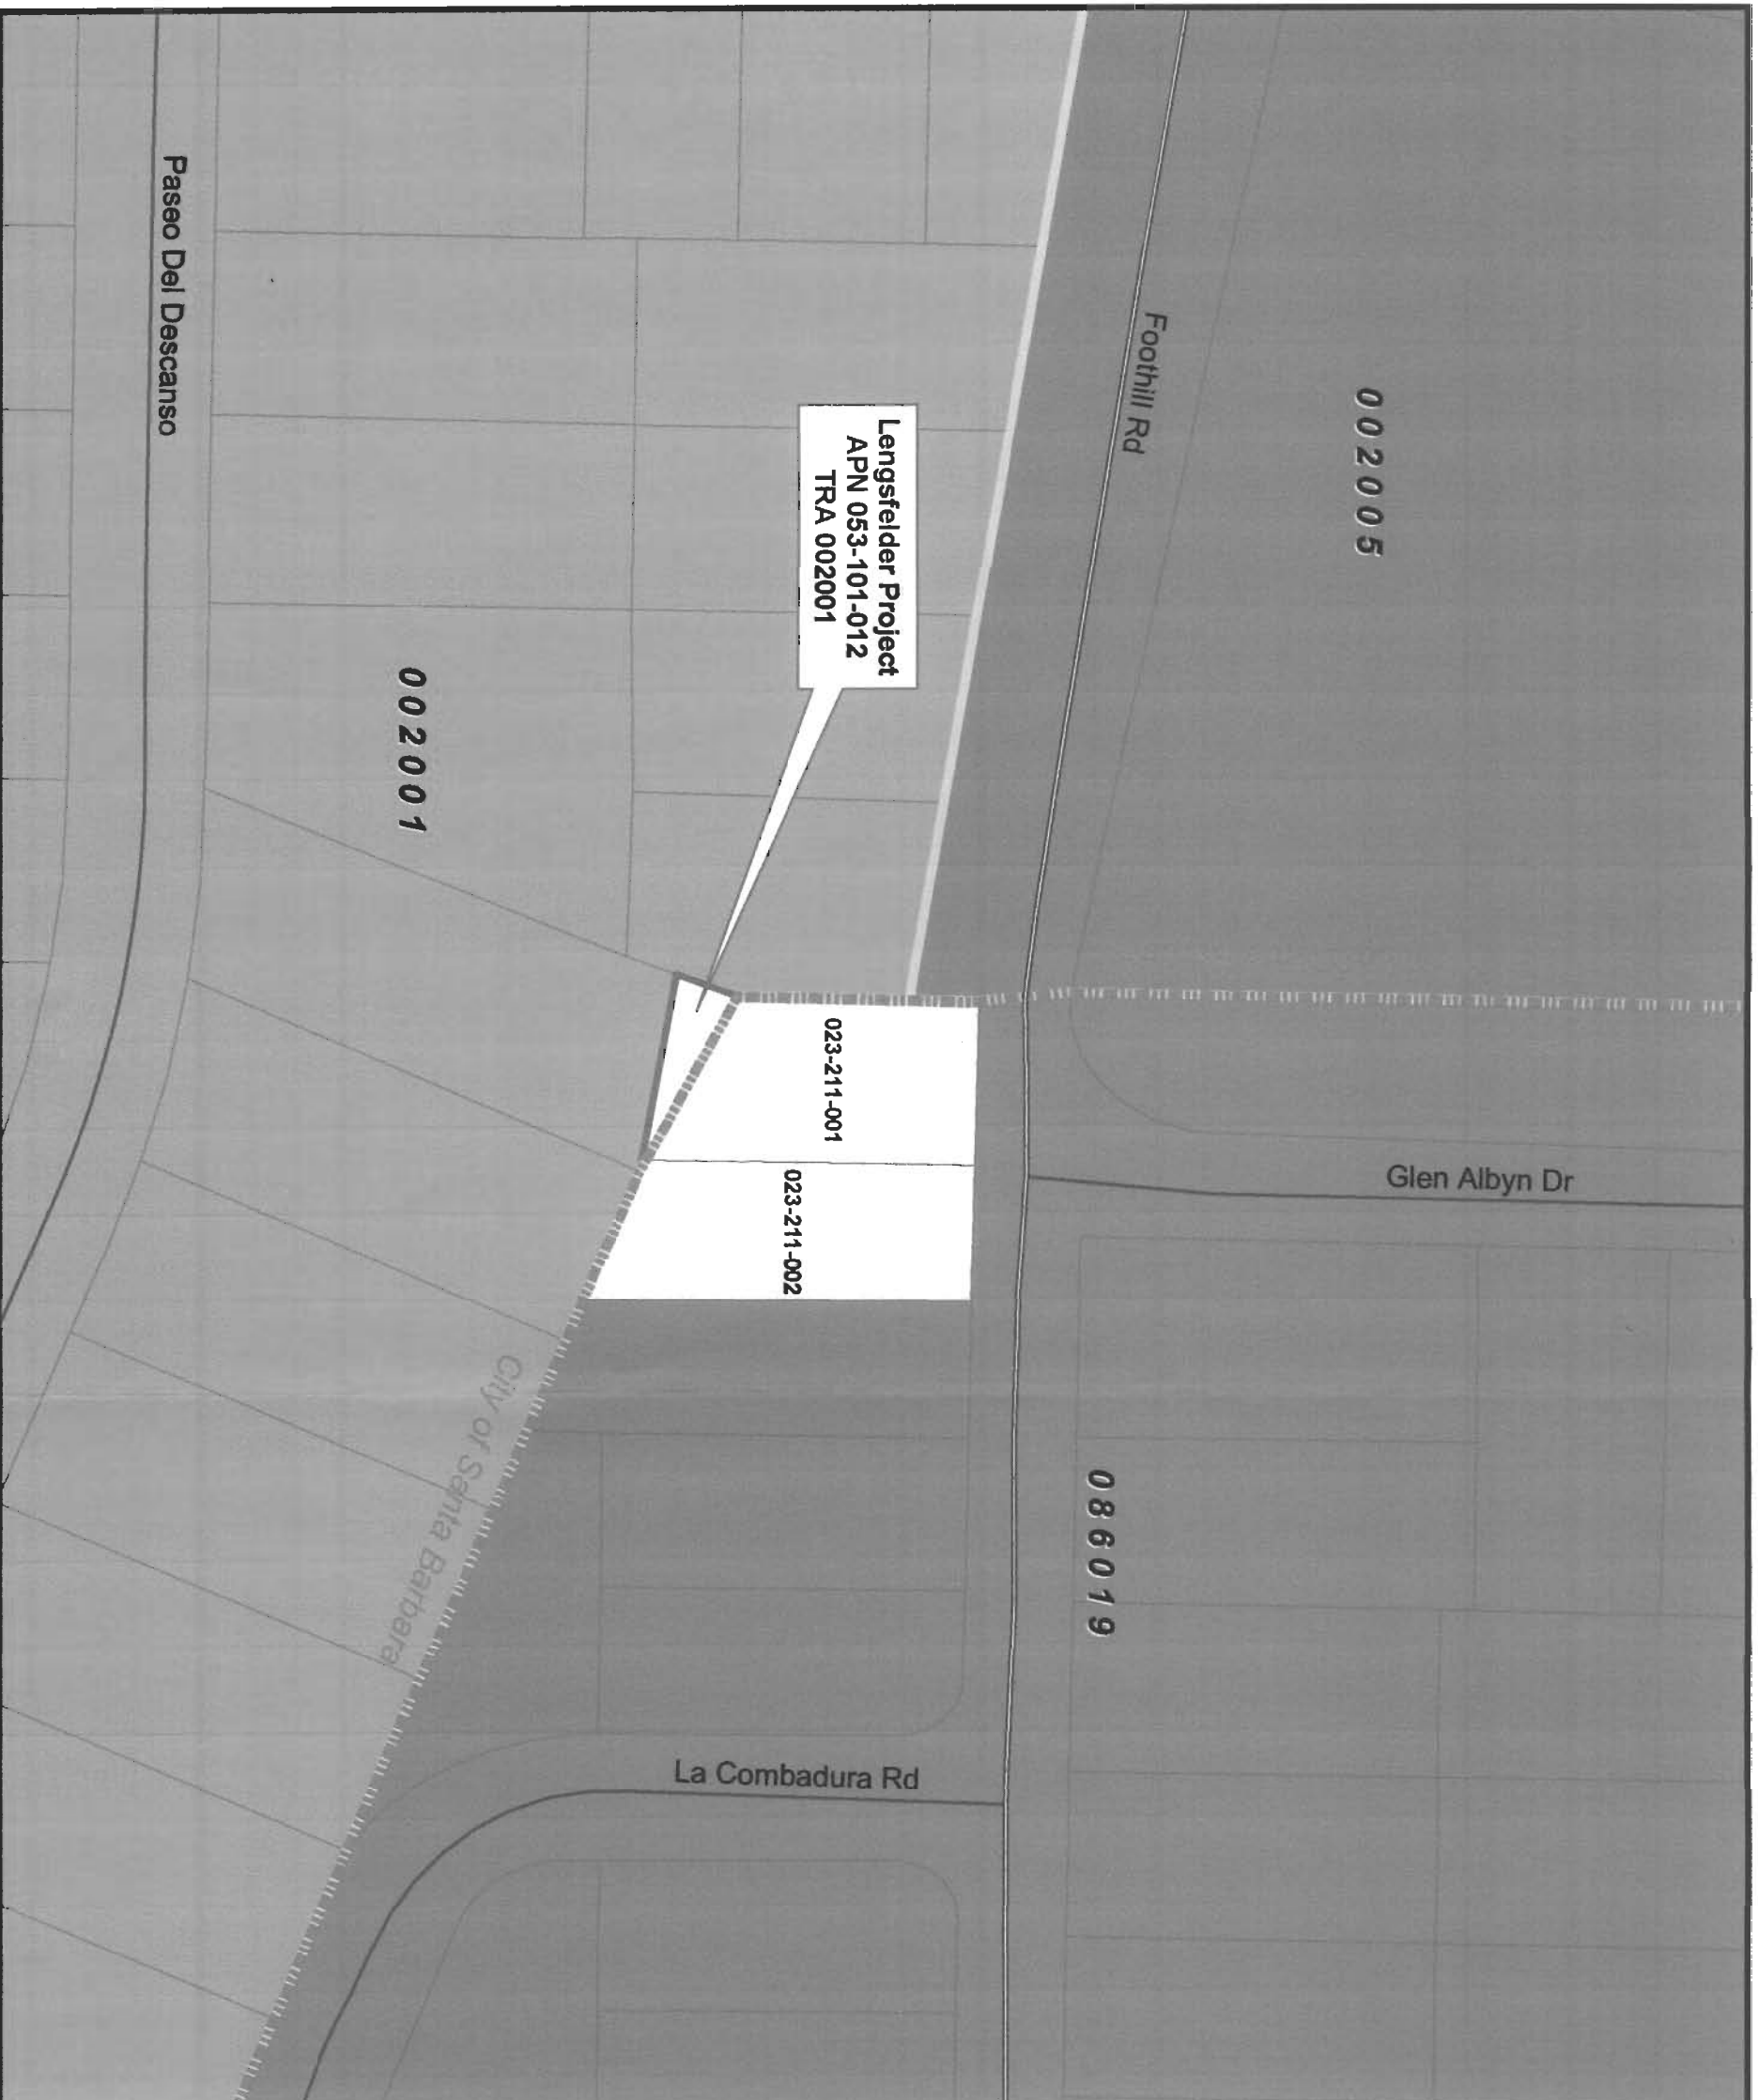 002005
Foothill Rd
Glen Albyn Dr
086019
Lengsfelder Project
APN 053-101-012
TRA 002001
023-211-001
023-211-002
002001
La Combadura Rd
City of Santa Barbara
Paseo Del Descanso